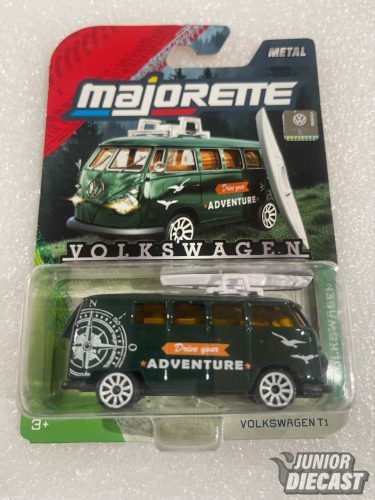 METAL
majorette
Drive your
ADVENTURE
VOLKSWAGEN
VOLKSWAGEN
N
O
Drive your
ADVENTURE
3+
VOLKSWAGEN T1
JUNIOR
DIECAST